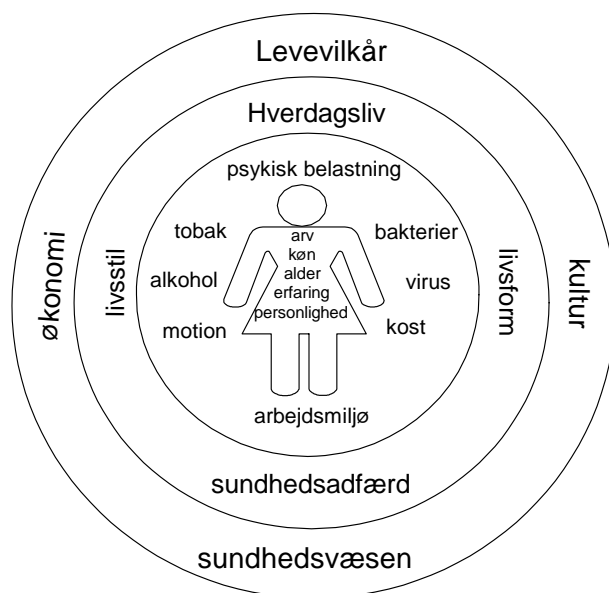 Levevilkår
Hverdagsliv
psykisk belastning
tobak
arv
bakterier
køn
alkohol
alder
virus
erfaring
motion
personlighed
kost
arbejdsmiljø
økonomi
livsstil
livsform
kultur
sundhedsadfærd
sundhedsvæsen